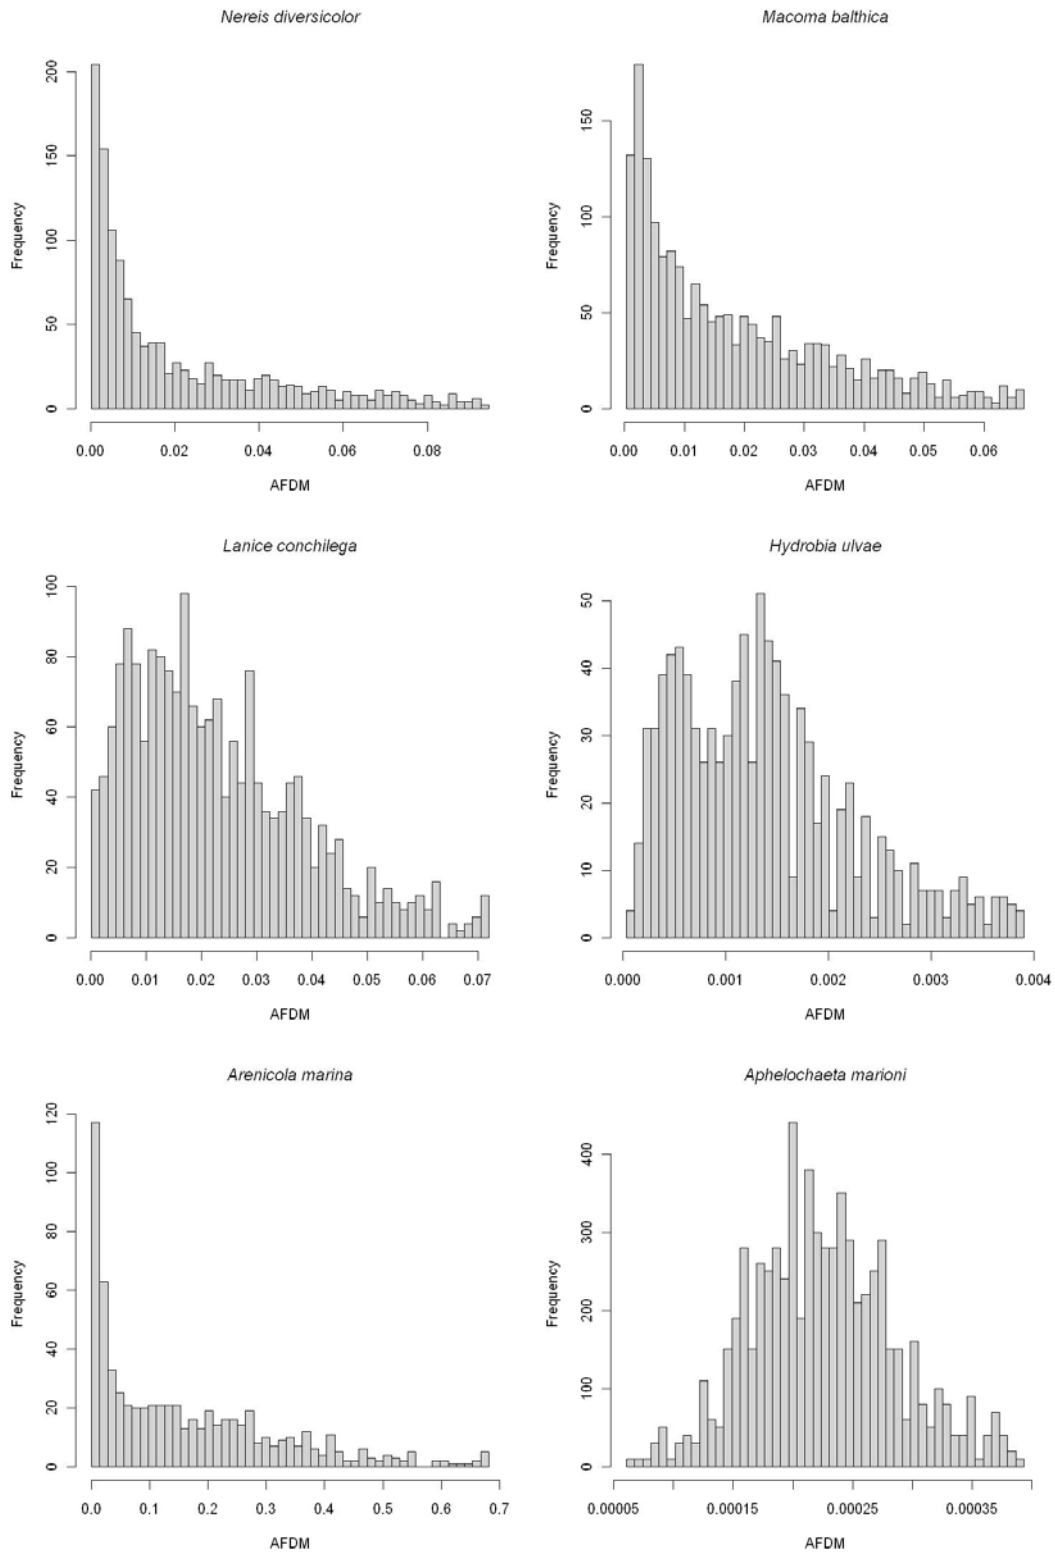 Nereis diversicolor
Frequency
0 50 100 150 200
0.00 0.02 0.04 0.06 0.08
AFDM
Macoma balthica
Frequency
0 50 100 150
0.00 0.01 0.02 0.03 0.04 0.05 0.06
AFDM
Lanice conchilega
Frequency
0 20 40 60 80 100
0.00 0.01 0.02 0.03 0.04 0.05 0.06 0.07
AFDM
Hydrobia ulvae
Frequency
0 10 20 30 40 50
0.000 0.001 0.002 0.003 0.004
AFDM
Arenicola marina
Frequency
0 20 40 60 80 100 120
0.0 0.1 0.2 0.3 0.4 0.5 0.6 0.7
AFDM
Aphelochaeta marioni
Frequency
0 100 200 300 400
0.00005 0.00015 0.00025 0.00035
AFDM